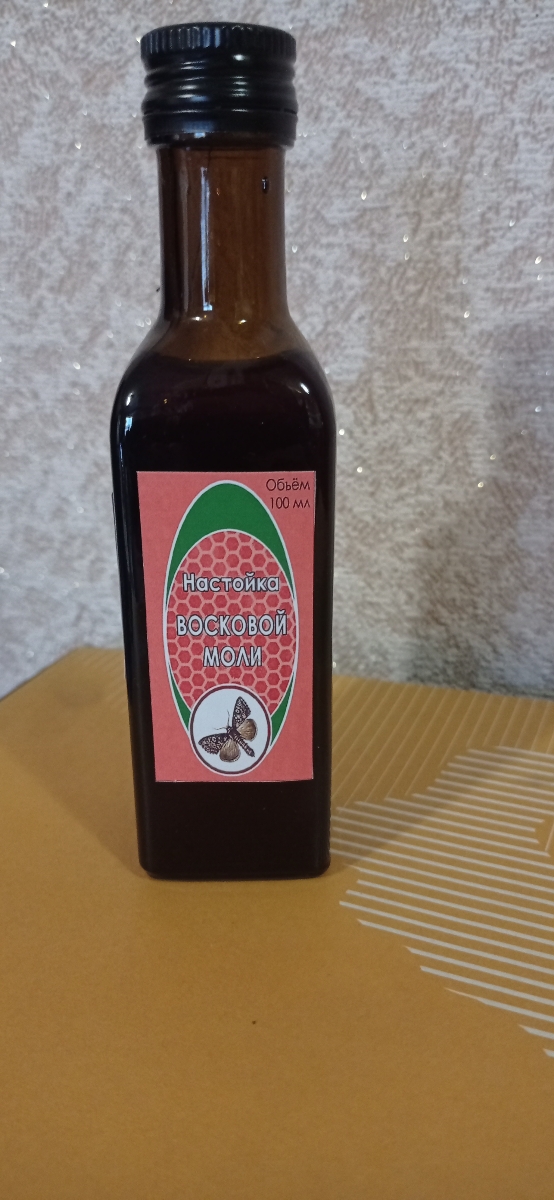 Объём
100 мл
Настойка
ВОСКОВОЙ
МОЛИ